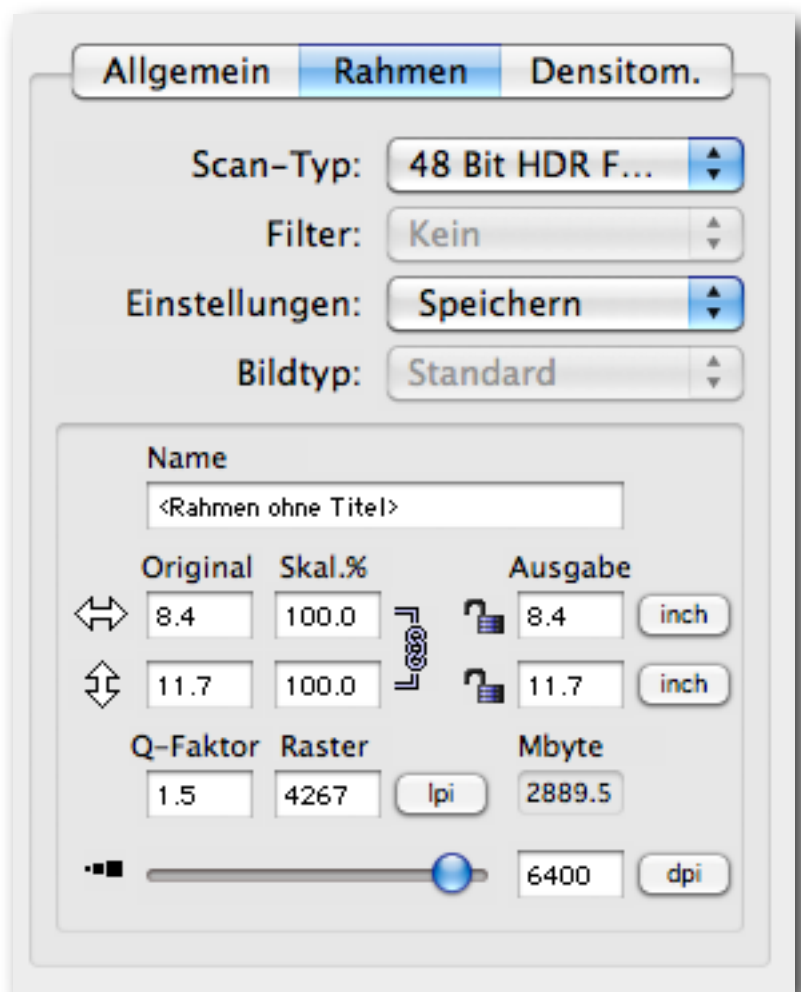 Allgemein Rahmen Densitom.
Scan-Typ: 48 Bit HDR F...
Filter: Kein
Einstellungen: Speichern
Bildtyp: Standard
Name
<Rahmen ohne Titel>
Original Skal.% Ausgabe
8.4 100.0 8.4 inch
11.7 100.0 11.7 inch
Q-Faktor Raster Mbyte
1.5 4267 lpi 2889.5
6400 dpi